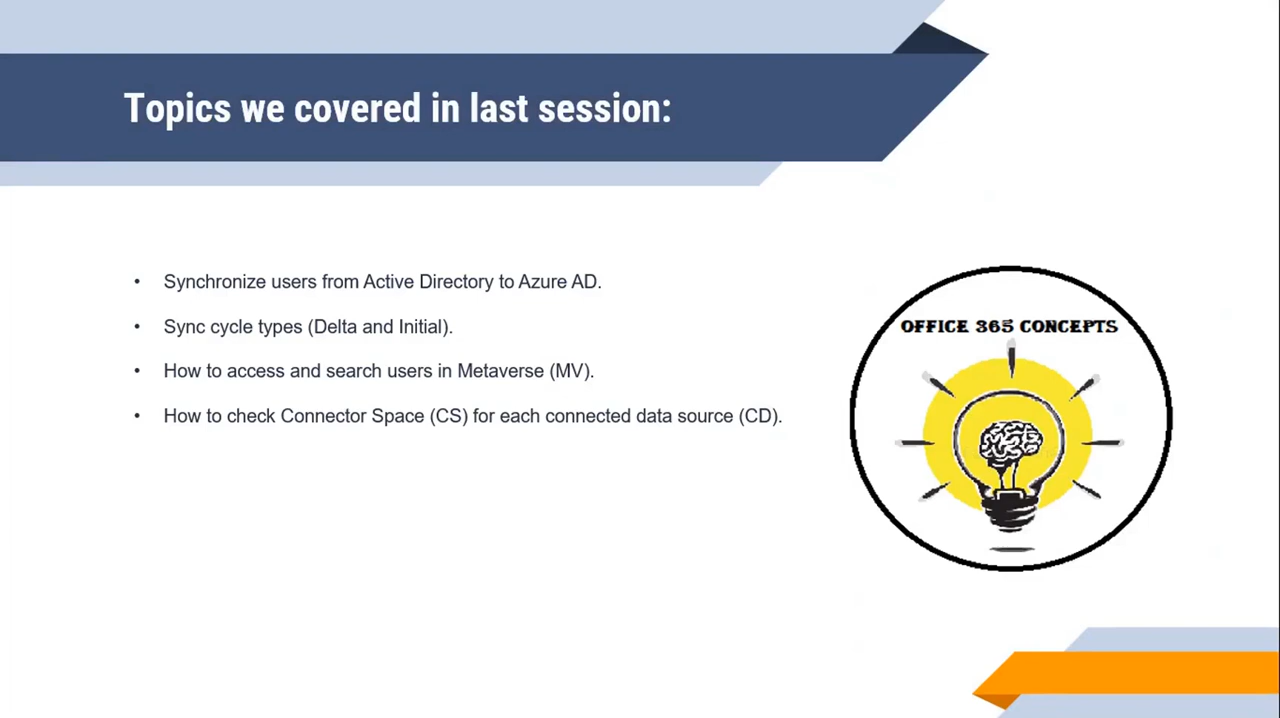 Topics we covered in last session:
• Synchronize users from Active Directory to Azure AD.
• Sync cycle types (Delta and Initial).
• How to access and search users in Metaverse (MV).
• How to check Connector Space (CS) for each connected data source (CD).
OFFICE 365 CONCEPTS